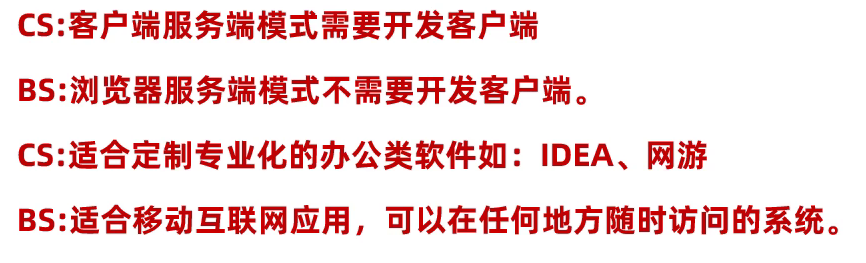 CS:客户端服务端模式需要开发客户端
BS:浏览器服务端模式不需要开发客户端。
CS:适合定制专业化的办公类软件如：IDEA、网游
BS:适合移动互联网应用，可以在任何地方随时访问的系统。